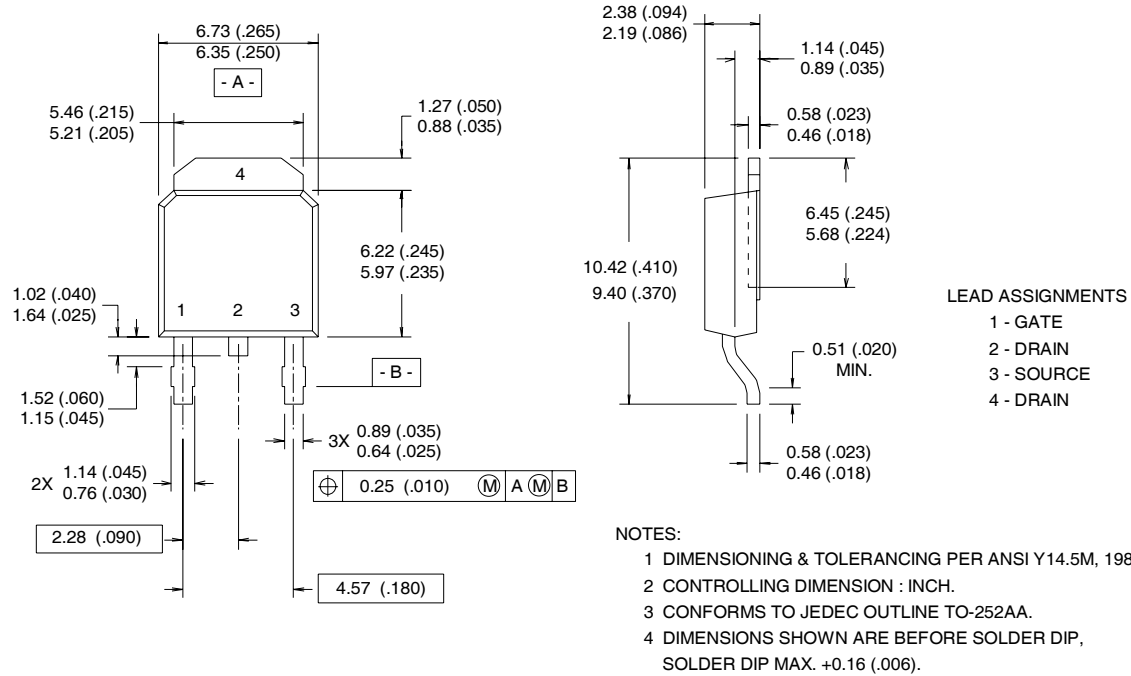 6.73 (.265)
6.35 (.250)
- A -
5.46 (.215)
5.21 (.205)
1.27 (.050)
0.88 (.035)
4
6.22 (.245)
5.97 (.235)
1.02 (.040)
1.64 (.025)
1 2 3
- B -
1.52 (.060)
1.15 (.045)
3X 0.89 (.035)
0.64 (.025)
2X 1.14 (.045)
0.76 (.030)
⌖ 0.25 (.010) Ⓜ A Ⓜ B
2.28 (.090)
4.57 (.180)
2.38 (.094)
2.19 (.086)
1.14 (.045)
0.89 (.035)
0.58 (.023)
0.46 (.018)
6.45 (.245)
5.68 (.224)
10.42 (.410)
9.40 (.370)
0.51 (.020)
MIN.
0.58 (.023)
0.46 (.018)
LEAD ASSIGNMENTS
1 - GATE
2 - DRAIN
3 - SOURCE
4 - DRAIN
NOTES:
1 DIMENSIONING & TOLERANCING PER ANSI Y14.5M, 198
2 CONTROLLING DIMENSION : INCH.
3 CONFORMS TO JEDEC OUTLINE TO-252AA.
4 DIMENSIONS SHOWN ARE BEFORE SOLDER DIP,
SOLDER DIP MAX. +0.16 (.006).